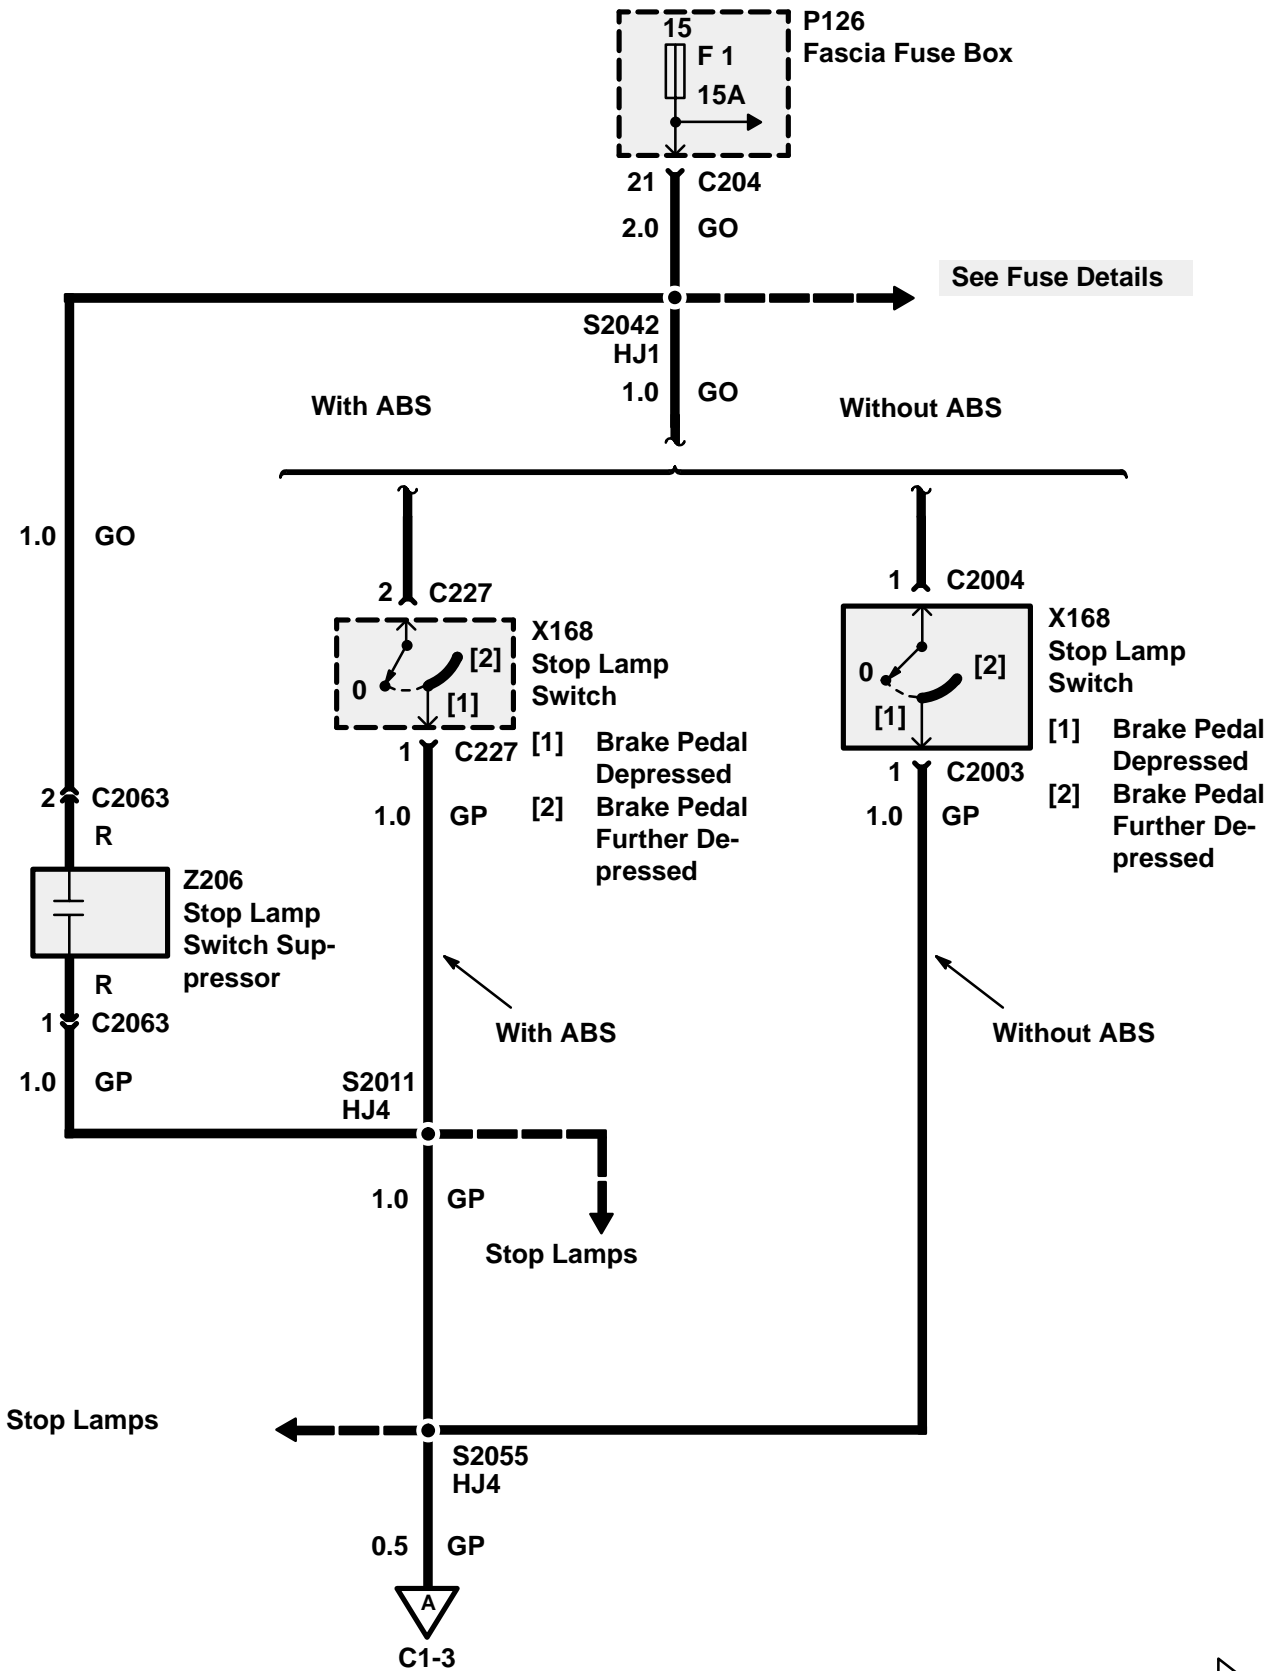 15
F 1
15A
P126
Fascia Fuse Box
21
C204
2.0
GO
See Fuse Details
S2042
HJ1
1.0
GO
With ABS
Without ABS
1.0
GO
2
C227
1
C2004
0
[2]
[1]
X168
Stop Lamp
Switch
[1] Brake Pedal
Depressed
[2] Brake Pedal
Further De-
pressed
1
C227
1.0
GP
0
[2]
[1]
X168
Stop Lamp
Switch
[1] Brake Pedal
Depressed
[2] Brake Pedal
Further De-
pressed
1
C2003
1.0
GP
2
C2063
R
Z206
Stop Lamp
Switch Sup-
pressor
R
1
C2063
1.0
GP
With ABS
Without ABS
S2011
HJ4
1.0
GP
Stop Lamps
Stop Lamps
S2055
HJ4
0.5
GP
A
C1-3